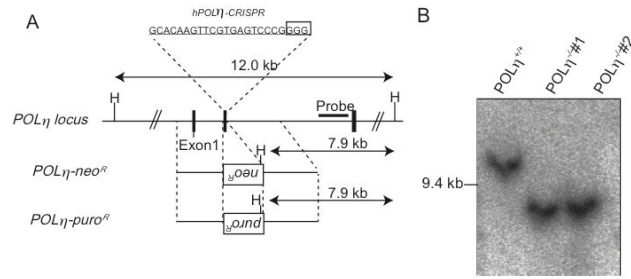 A
hPOLη-CRISPR
GCACAAGTTCGTGAGTCCCGGGG
12.0 kb
H
H
Probe
POLη locus
Exon1
7.9 kb
H
POLη-neoᴿ
neoᴿ
7.9 kb
H
POLη-puroᴿ
puroᴿ
B
POLη⁺/⁺
POLη⁻/⁻#1
POLη⁻/⁻#2
9.4 kb